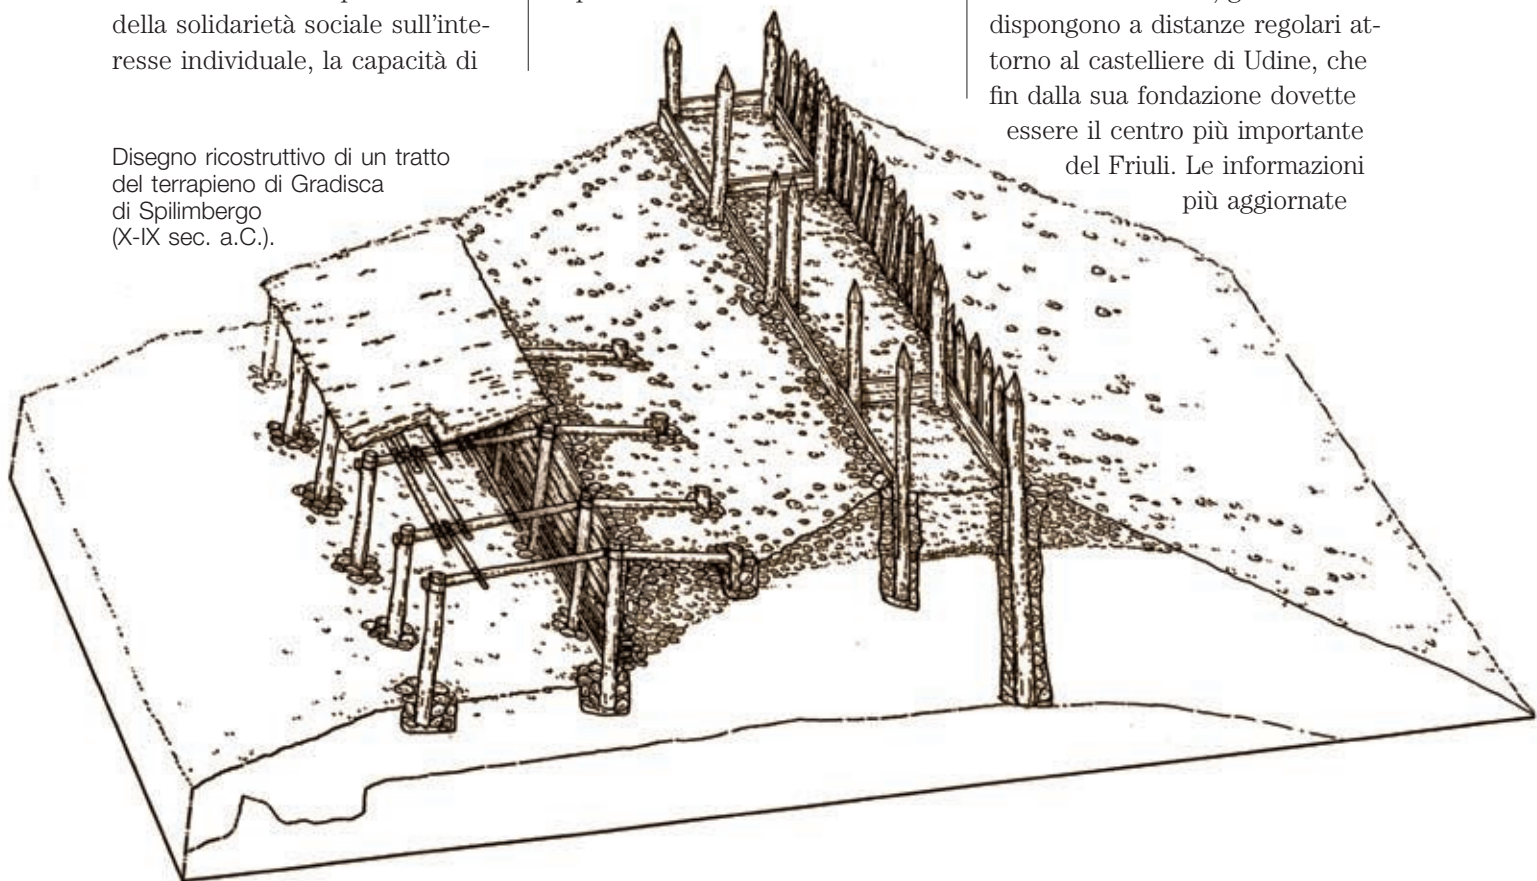 della solidarietà sociale sull'inte-
resse individuale, la capacità di
Disegno ricostruttivo di un tratto
del terrapieno di Gradisca
di Spilimbergo
(X-IX sec. a.C.).
dispongono a distanze regolari at-
torno al castelliere di Udine, che
fin dalla sua fondazione dovette
essere il centro più importante
del Friuli. Le informazioni
più aggiornate